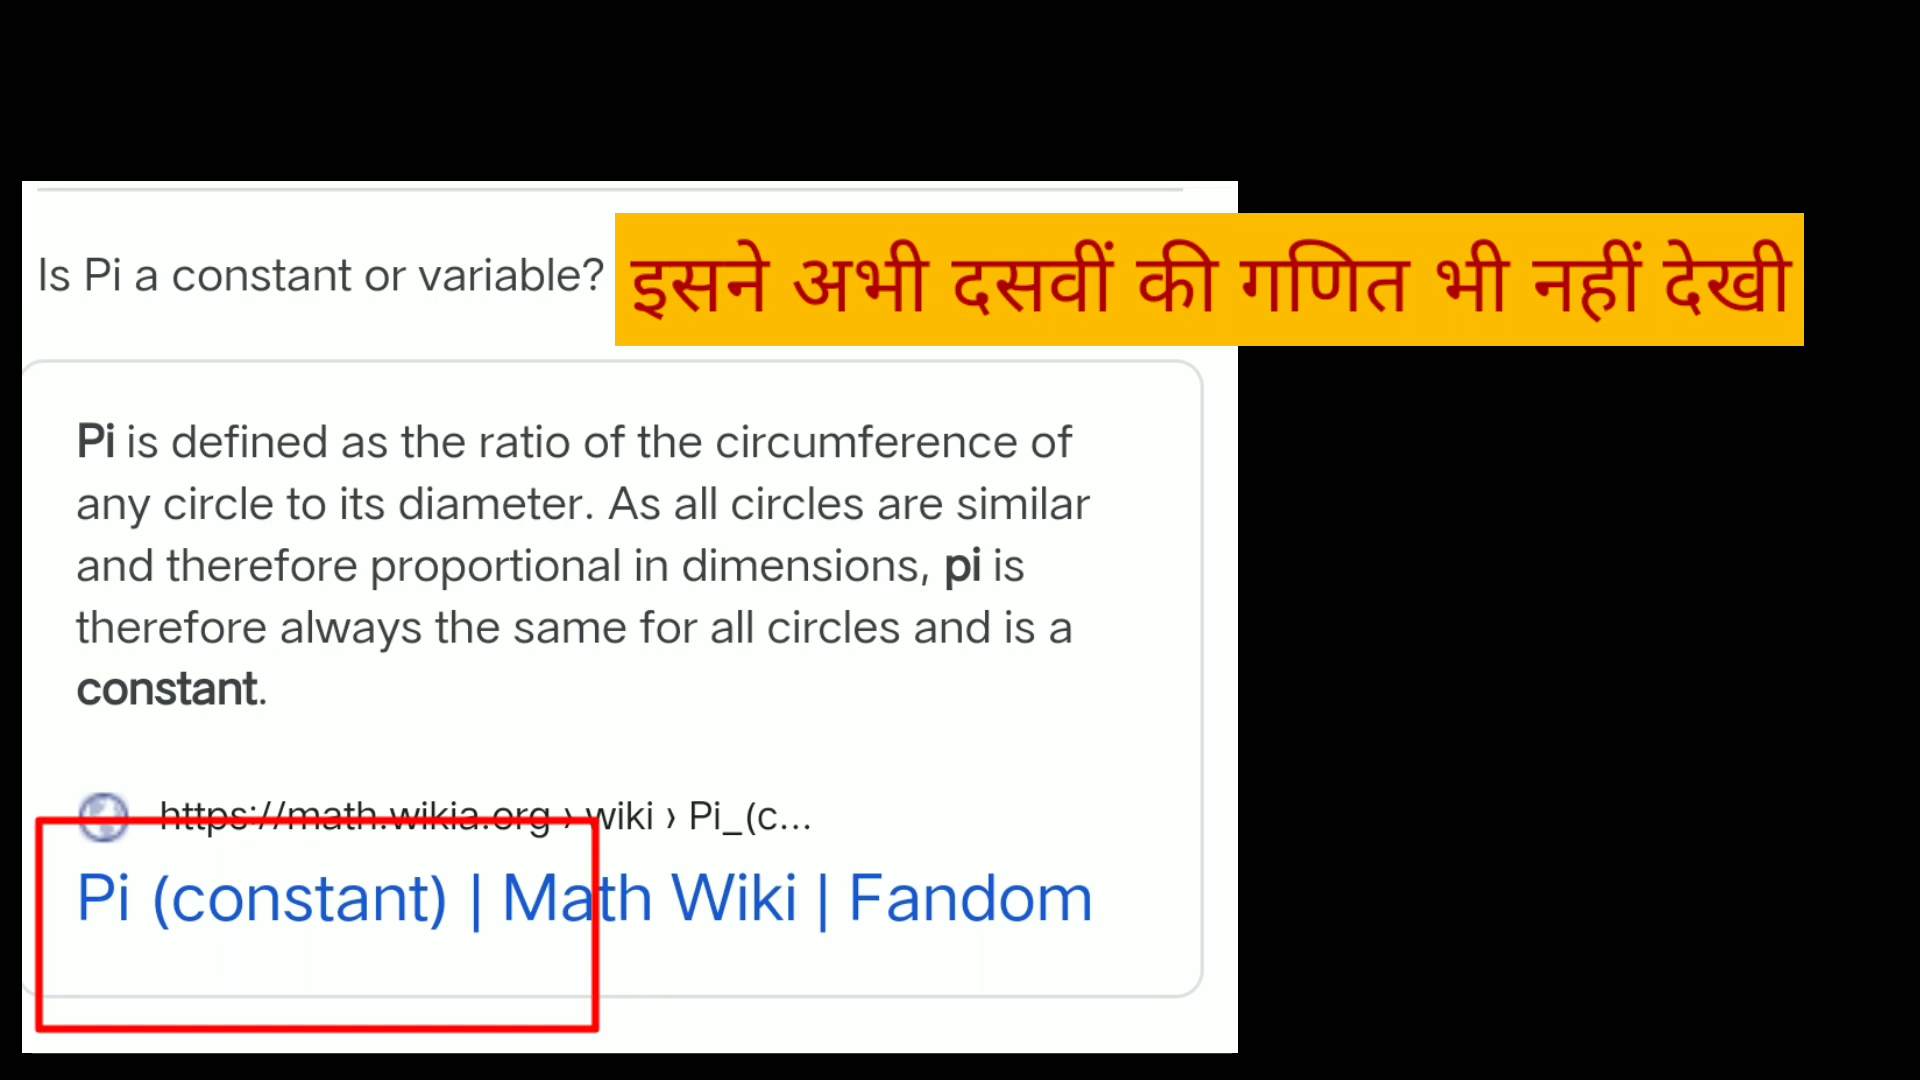 Is Pi a constant or variable?
इसने अभी दसवीं की गणित भी नहीं देखी
Pi is defined as the ratio of the circumference of
any circle to its diameter. As all circles are similar
and therefore proportional in dimensions, pi is
therefore always the same for all circles and is a
constant.
https://math.wikia.org › wiki › Pi_(c...
Pi (constant) | Math Wiki | Fandom